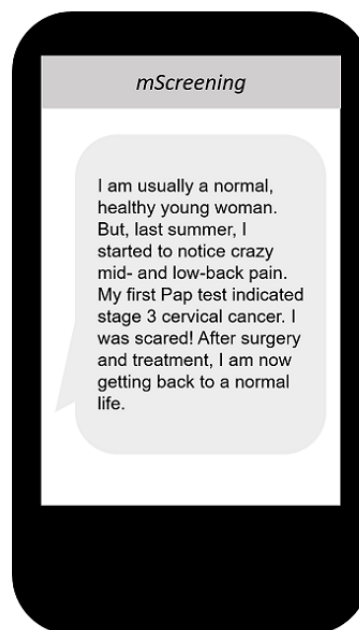 mScreening
I am usually a normal,
healthy young woman.
But, last summer, I
started to notice crazy
mid- and low-back pain.
My first Pap test indicated
stage 3 cervical cancer. I
was scared! After surgery
and treatment, I am now
getting back to a normal
life.